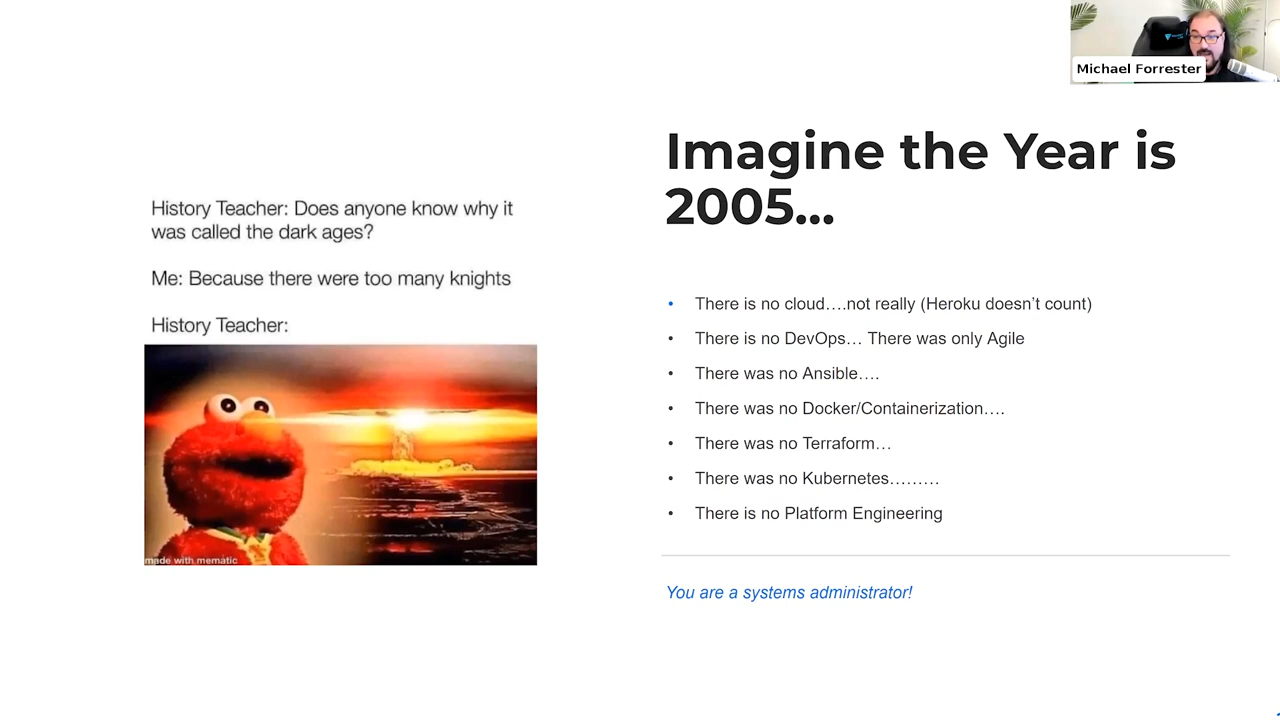 Michael Forrester
Imagine the Year is
2005...
History Teacher: Does anyone know why it
was called the dark ages?
Me: Because there were too many knights
History Teacher:
made with mematic
• There is no cloud….not really (Heroku doesn’t count)
• There is no DevOps… There was only Agile
• There was no Ansible….
• There was no Docker/Containerization….
• There was no Terraform…
• There was no Kubernetes………
• There is no Platform Engineering
You are a systems administrator!